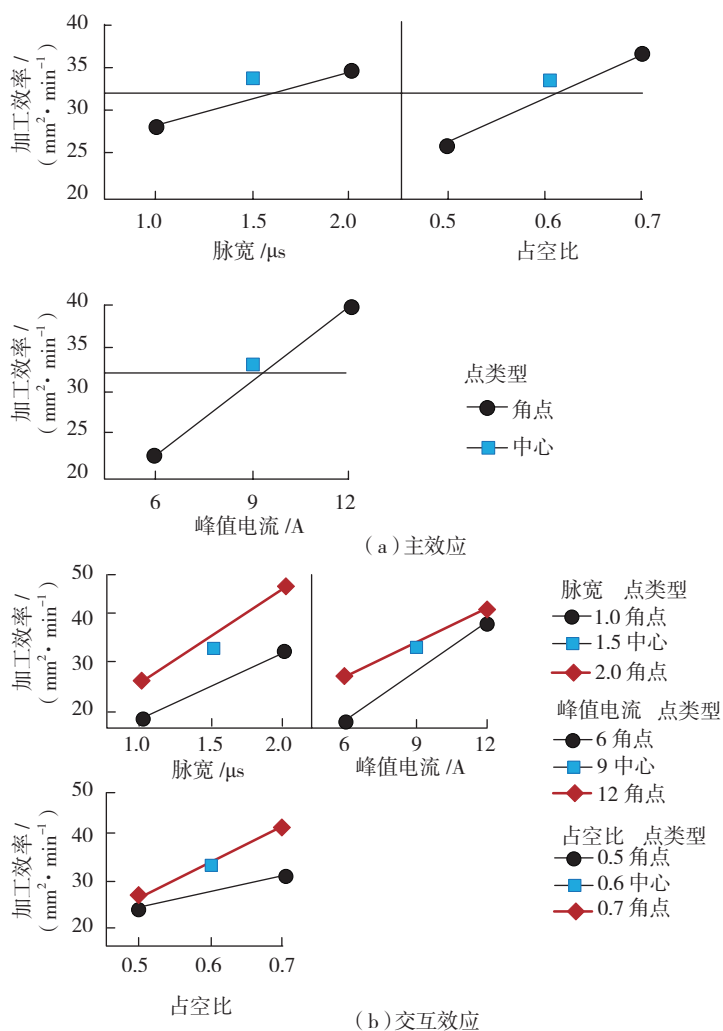 加工效率 /
(mm²·min⁻¹)
40
35
30
25
20
1.0
1.5
2.0
脉宽 /μs
0.5
0.6
0.7
占空比
加工效率 /
(mm²·min⁻¹)
40
35
30
25
20
6
9
12
峰值电流 /A
点类型
角点
中心
(a)主效应
加工效率 /
(mm²·min⁻¹)
50
40
30
20
1.0
1.5
2.0
脉宽 /μs
6
9
12
峰值电流 /A
脉宽 点类型
1.0 角点
1.5 中心
2.0 角点
峰值电流 点类型
6 角点
9 中心
12 角点
占空比 点类型
0.5 角点
0.6 中心
0.7 角点
加工效率 /
(mm²·min⁻¹)
50
40
30
20
0.5
0.6
0.7
占空比
(b)交互效应